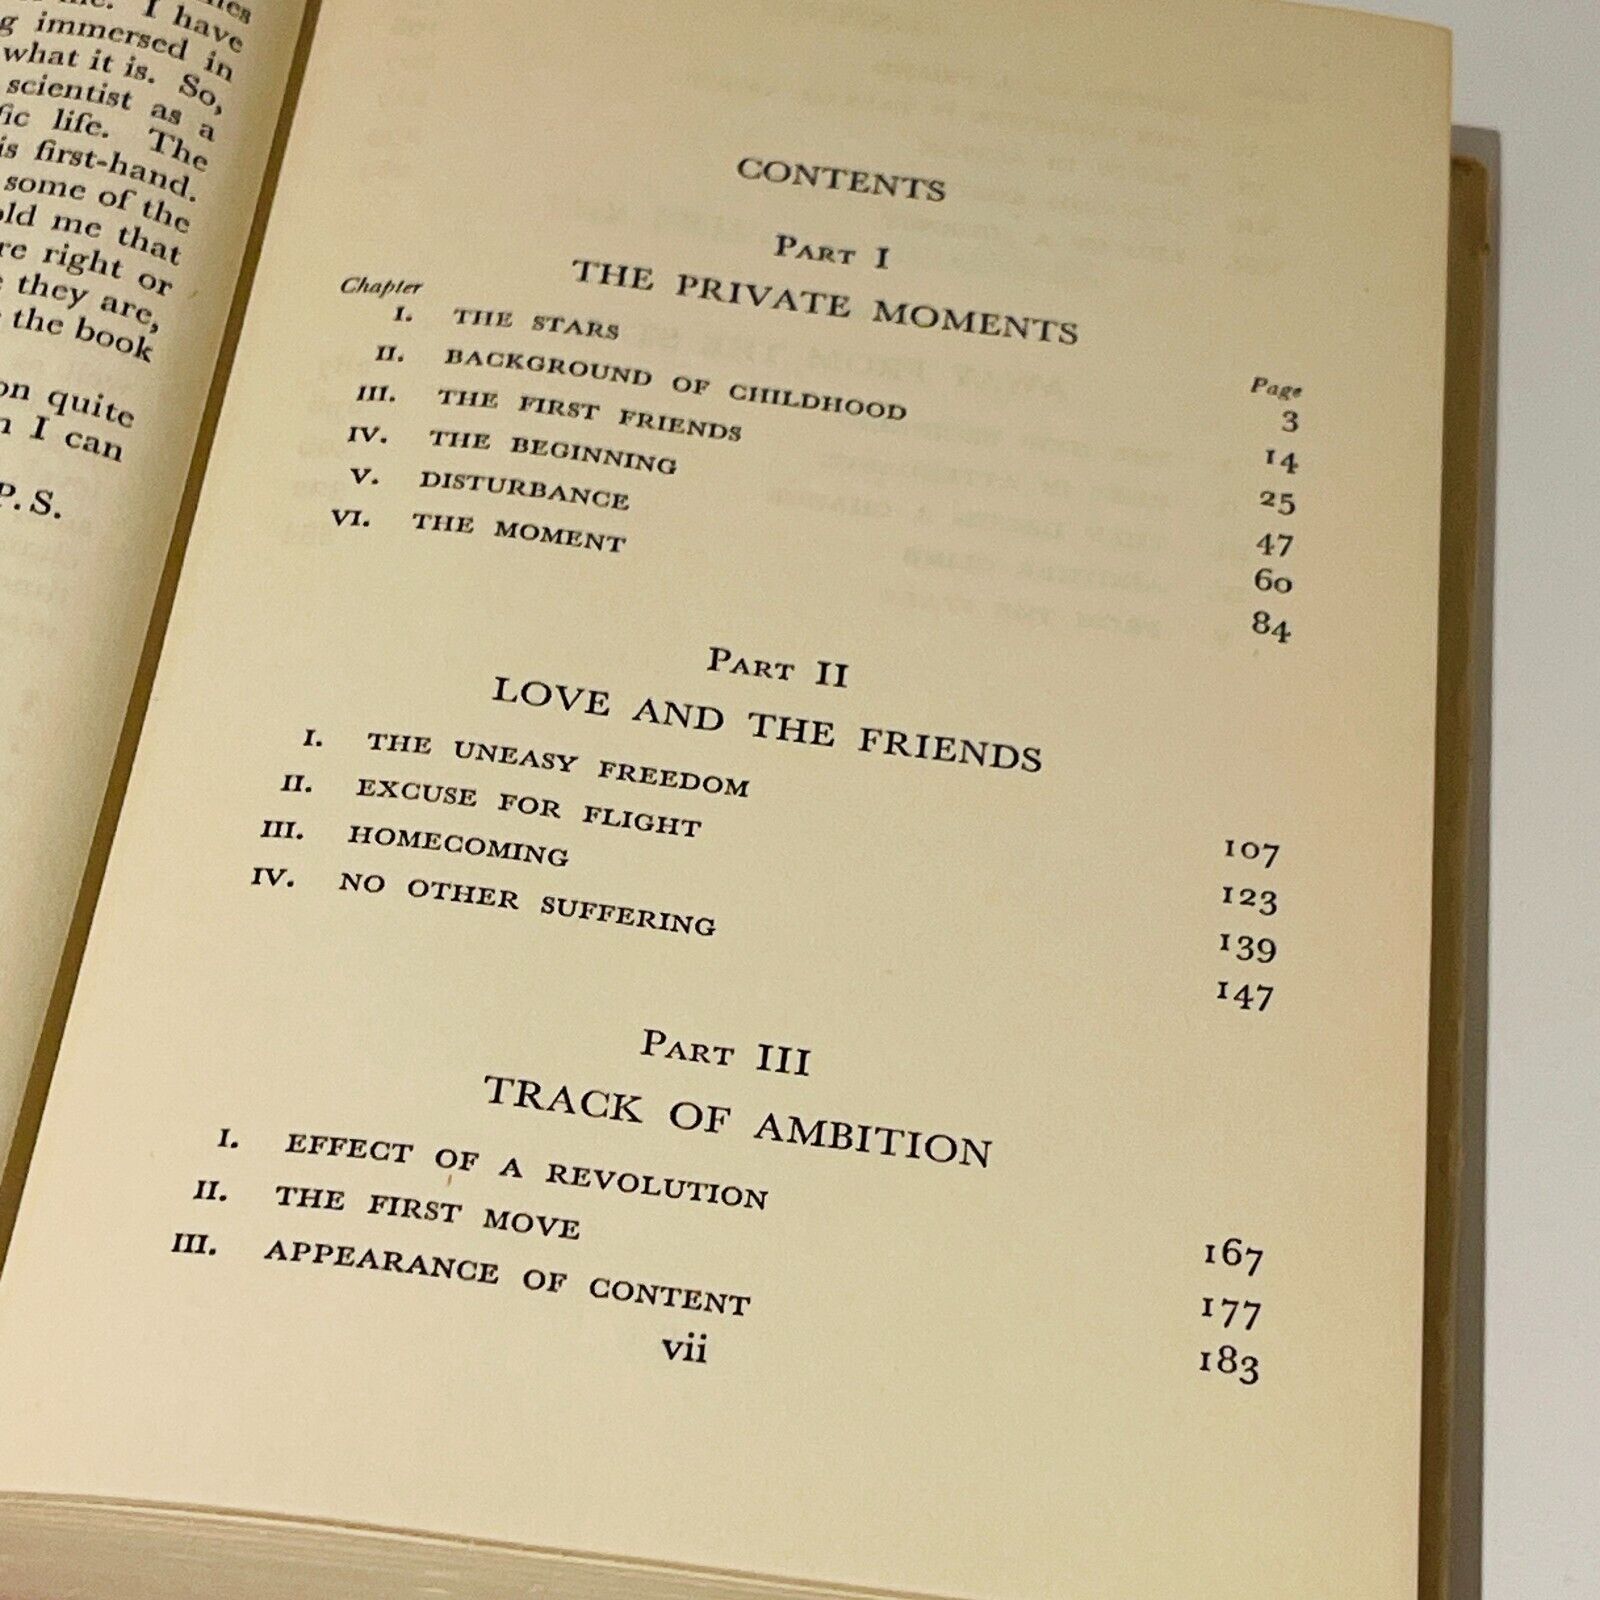 I have
immersed in
what it is. So,
scientist as a
life. The
is first-hand.
some of the
me that
right or
they are,
the book
quite
I can
P.S.
CONTENTS
Part I
THE PRIVATE MOMENTS
Chapter Page
I. THE STARS 3
II. BACKGROUND OF CHILDHOOD 14
III. THE FIRST FRIENDS 25
IV. THE BEGINNING 47
V. DISTURBANCE 60
VI. THE MOMENT 84
Part II
LOVE AND THE FRIENDS
I. THE UNEASY FREEDOM 107
II. EXCUSE FOR FLIGHT 123
III. HOMECOMING 139
IV. NO OTHER SUFFERING 147
Part III
TRACK OF AMBITION
I. EFFECT OF A REVOLUTION 167
II. THE FIRST MOVE 177
III. APPEARANCE OF CONTENT 183
vii